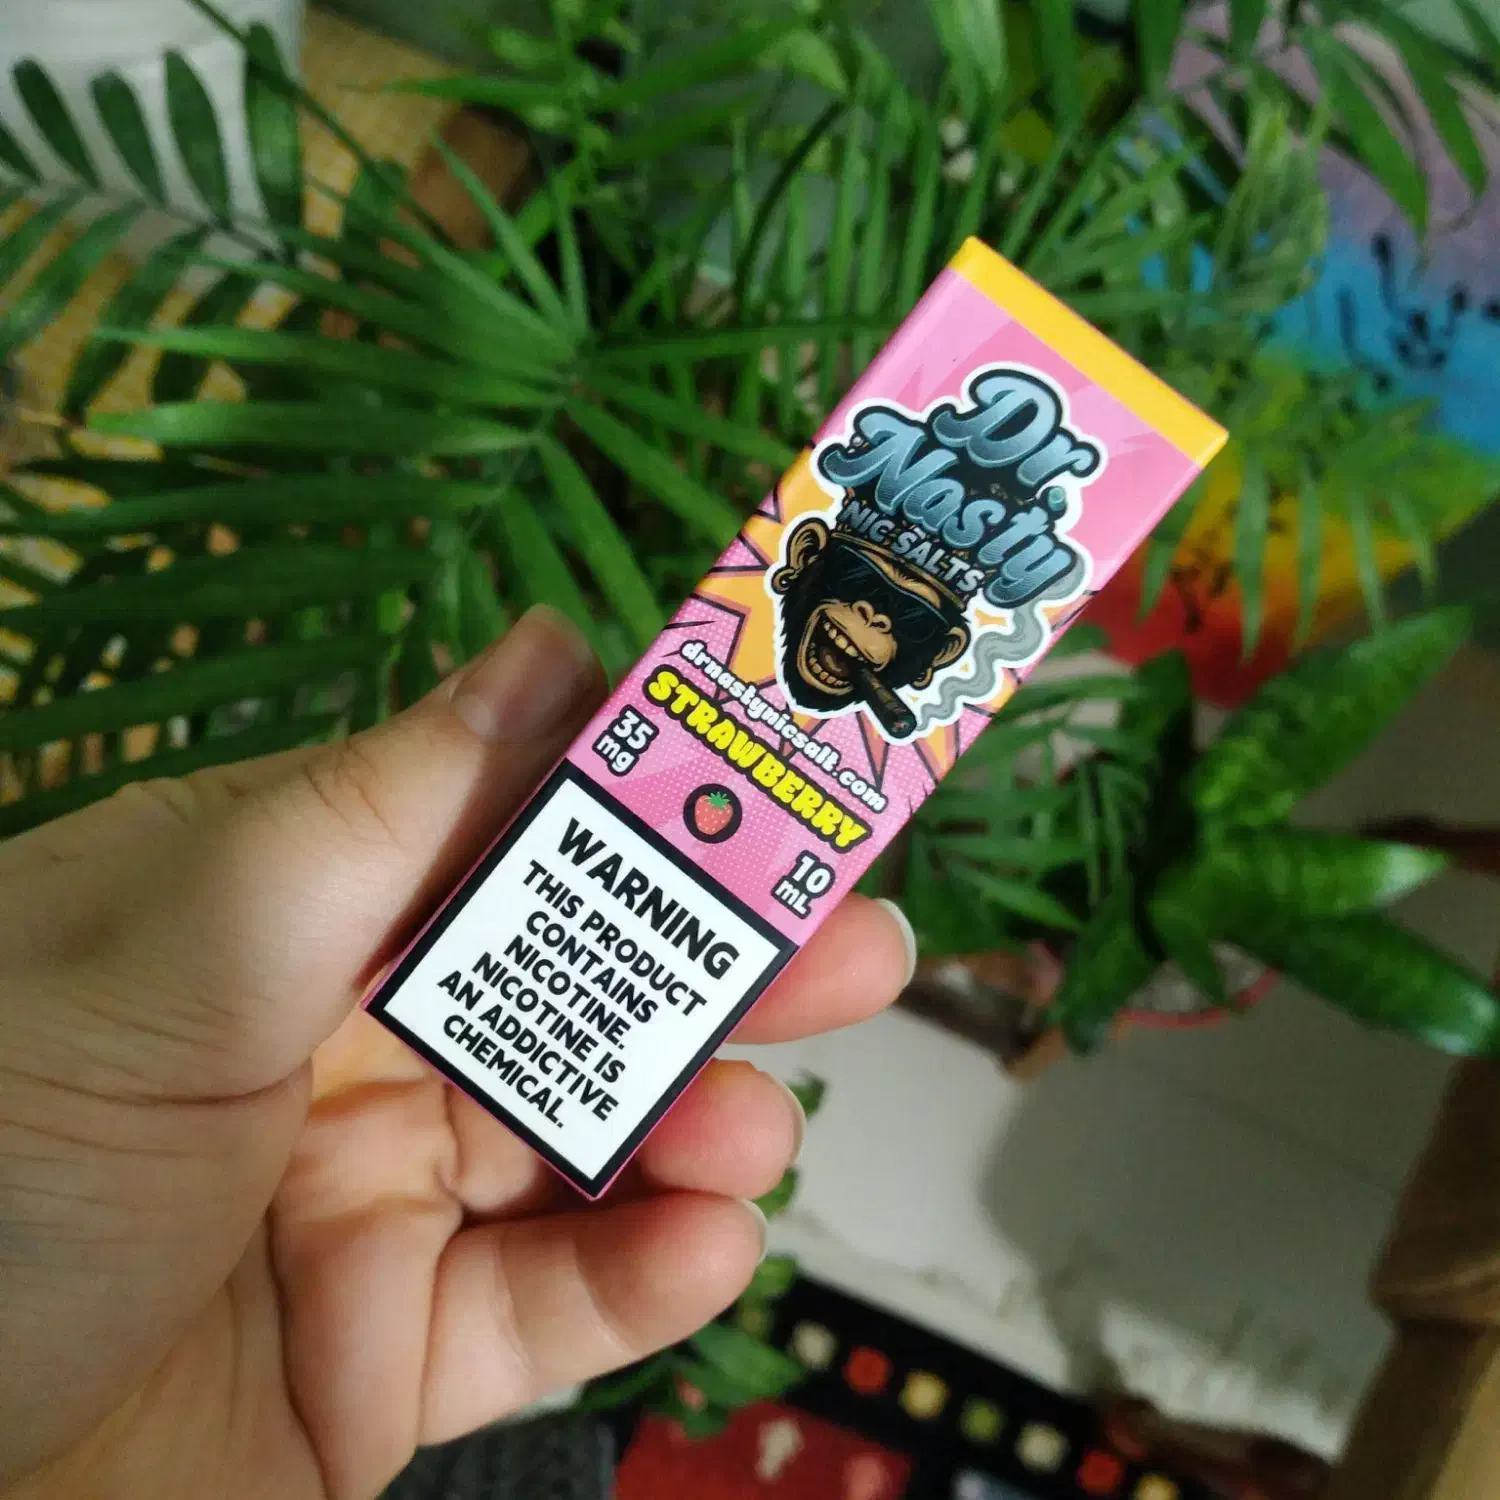 Dr.
Nasty
NIC SALTS
drnastynicsalt.com
STRAWBERRY
35
mg
10
mL
WARNING
THIS PRODUCT
CONTAINS
NICOTINE.
NICOTINE IS
AN ADDICTIVE
CHEMICAL.